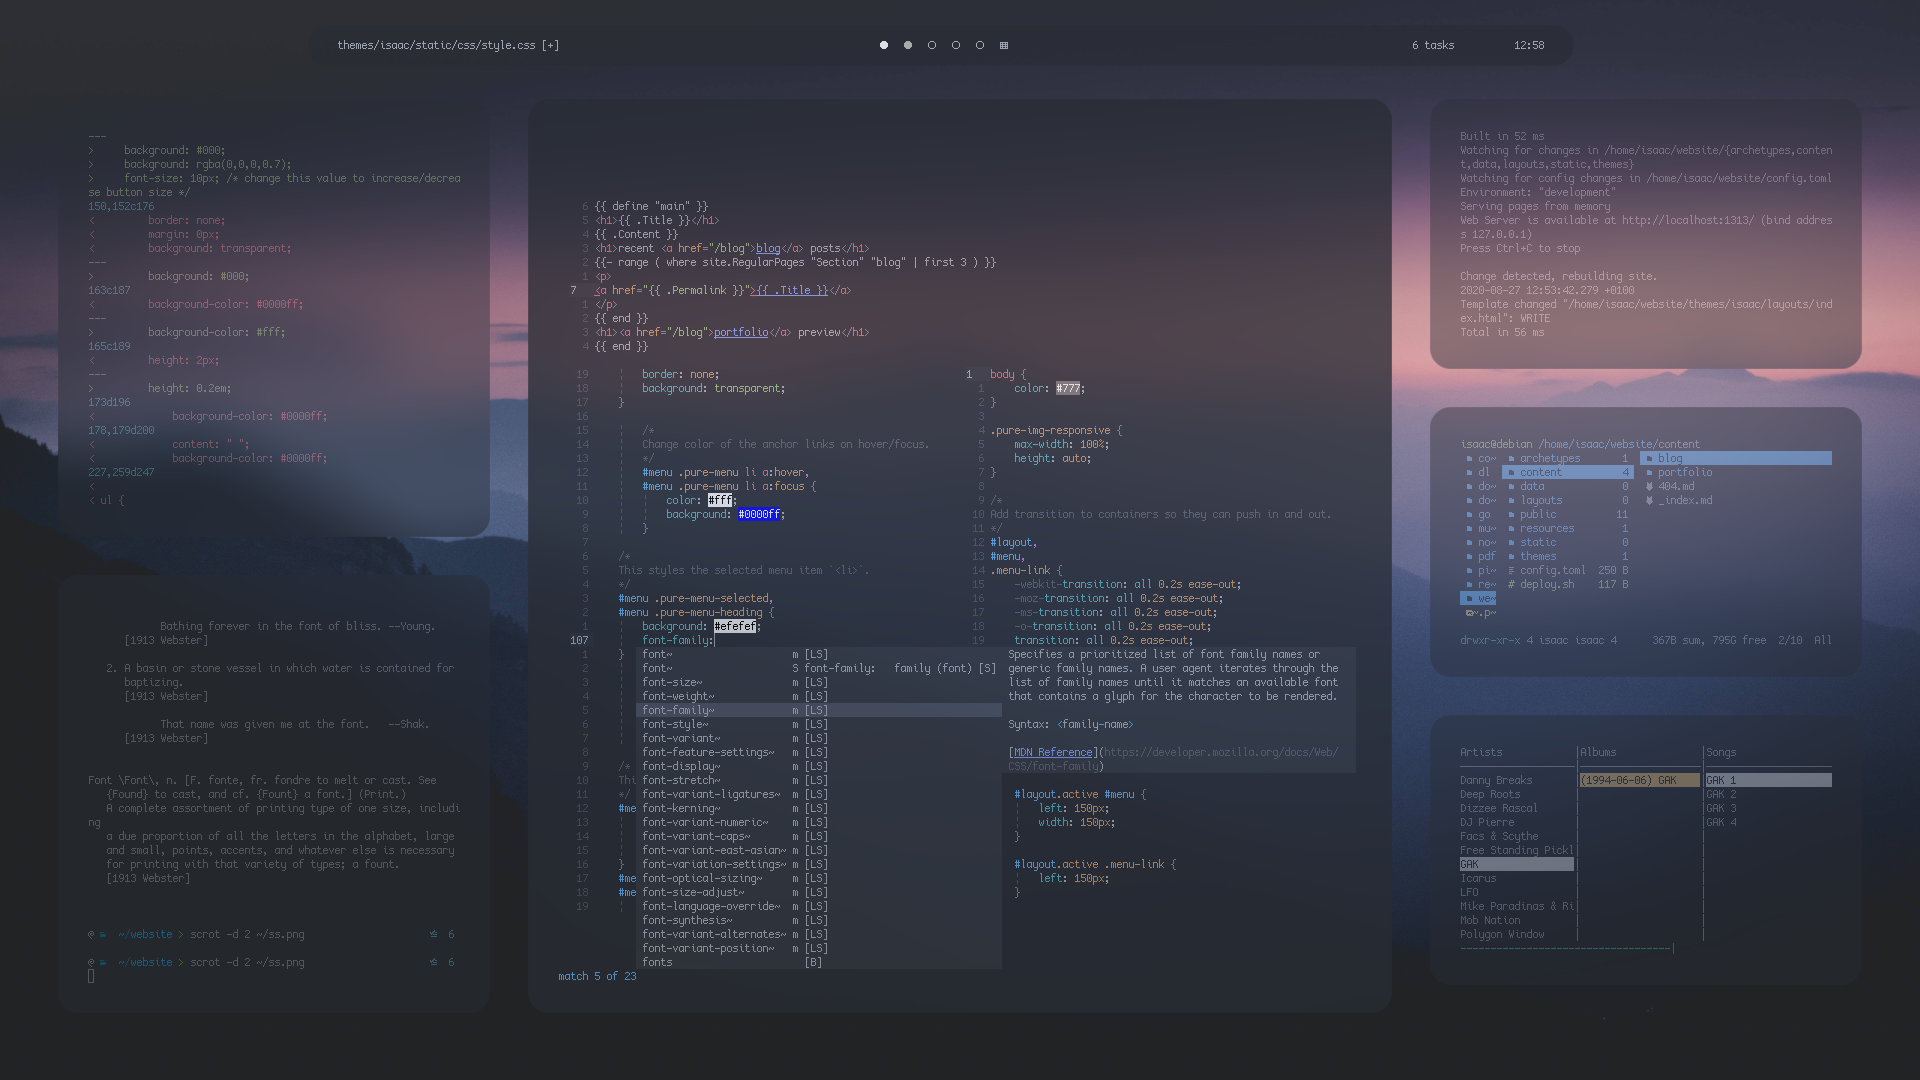 themes/isaac/static/css/style.css [+]
6 tasks
12:58
---
>     background: #000;
>     background: rgba(0,0,0,0.7);
>     font-size: 10px; /* change this value to increase/decrea
se button size */
150,152c176
<         border: none;
<         margin: 0px;
<         background: transparent;
---
>         background: #000;
163c187
<         background-color: #0000ff;
---
>         background-color: #fff;
165c189
<         height: 2px;
---
>         height: 0.2em;
173d196
<             background-color: #0000ff;
178,179d200
<             content: " ";
<             background-color: #0000ff;
227,259d247
<
< ul {
Bathing forever in the font of bliss. --Young.
[1913 Webster]
2. A basin or stone vessel in which water is contained for
baptizing.
[1913 Webster]
That name was given me at the font.   --Shak.
[1913 Webster]
Font \Font\, n. [F. fonte, fr. fondre to melt or cast. See
{Found} to cast, and cf. {Fount} a font.] (Print.)
A complete assortment of printing type of one size, includi
ng
a due proportion of all the letters in the alphabet, large
and small, points, accents, and whatever else is necessary
for printing with that variety of types; a fount.
[1913 Webster]
@ ~/website > scrot -d 2 ~/ss.png 6
@ ~/website > scrot -d 2 ~/ss.png 6
6 {{ define "main" }}
5 <h1>{{ .Title }}</h1>
4 {{ .Content }}
3 <h1>recent <a href="/blog">blog</a> posts</h1>
2 {{- range ( where site.RegularPages "Section" "blog" | first 3 ) }}
1 <p>
7 <a href="{{ .Permalink }}">{{ .Title }}</a>
1 </p>
2 {{ end }}
3 <h1><a href="/blog">portfolio</a> preview</h1>
4 {{ end }}
19 border: none;
18 background: transparent;
17 }
16
15 /*
14 Change color of the anchor links on hover/focus.
13 */
12 #menu .pure-menu li a:hover,
11 #menu .pure-menu li a:focus {
10 color: #fff;
9 background: #0000ff;
8 }
7
6 /*
5 This styles the selected menu item `<li>`.
4 */
3 #menu .pure-menu-selected,
2 #menu .pure-menu-heading {
1 background: #efefef;
107 font-family:
1 } font~ m [LS]
2 font~ S font-family:   family (font) [S]
3 font-size~ m [LS]
4 font-weight~ m [LS]
5 font-family~ m [LS]
6 font-style~ m [LS]
7 font-variant~ m [LS]
8 font-feature-settings~ m [LS]
9 /* font-display~ m [LS]
10 Thi font-stretch~ m [LS]
11 */ font-variant-ligatures~ m [LS]
12 #me font-kerning~ m [LS]
13 font-variant-numeric~ m [LS]
14 font-variant-caps~ m [LS]
15 font-variant-east-asian~ m [LS]
16 } font-variation-settings~ m [LS]
17 #me font-optical-sizing~ m [LS]
18 #me font-size-adjust~ m [LS]
19 font-language-override~ m [LS]
font-synthesis~ m [LS]
font-variant-alternates~ m [LS]
font-variant-position~ m [LS]
fonts [B]
match 5 of 23
1 body {
1 color: #777;
2 }
3
4 .pure-img-responsive {
5 max-width: 100%;
6 height: auto;
7 }
8
9 /*
10 Add transition to containers so they can push in and out.
11 */
12 #layout,
13 #menu,
14 .menu-link {
15 -webkit-transition: all 0.2s ease-out;
16 -moz-transition: all 0.2s ease-out;
17 -ms-transition: all 0.2s ease-out;
18 -o-transition: all 0.2s ease-out;
19 transition: all 0.2s ease-out;
Specifies a prioritized list of font family names or
generic family names. A user agent iterates through the
list of family names until it matches an available font
that contains a glyph for the character to be rendered.
Syntax: <family-name>
[MDN Reference](https://developer.mozilla.org/docs/Web/
CSS/font-family)
#layout.active #menu {
left: 150px;
width: 150px;
}
#layout.active .menu-link {
left: 150px;
}
Built in 52 ms
Watching for changes in /home/isaac/website/{archetypes,conten
t,data,layouts,static,themes}
Watching for config changes in /home/isaac/website/config.toml
Environment: "development"
Serving pages from memory
Web Server is available at http://localhost:1313/ (bind addres
s 127.0.0.1)
Press Ctrl+C to stop
Change detected, rebuilding site.
2020-08-27 12:53:42.279 +0100
Template changed "/home/isaac/website/themes/isaac/layouts/ind
ex.html": WRITE
Total in 56 ms
isaac@debian /home/isaac/website/content
co~ archetypes 1 blog
dl content 4 portfolio
do~ data 0 404.md
do~ layouts 0 _index.md
go public 11
mu~ resources 1
no~ static 0
pdf themes 1
pi~ config.toml 250 B
re~ # deploy.sh 117 B
we~
~.p~
drwxr-xr-x 4 isaac isaac 4 367B sum, 795G free  2/10  All
Artists |Albums |Songs
Danny Breaks |(1994-06-06) GAK |GAK 1
Deep Roots GAK 2
Dizzee Rascal GAK 3
DJ Pierre GAK 4
Facs & Scythe
Free Standing Pickl
GAK
Icarus
LFO
Mike Paradinas & Ri
Mob Nation
Polygon Window